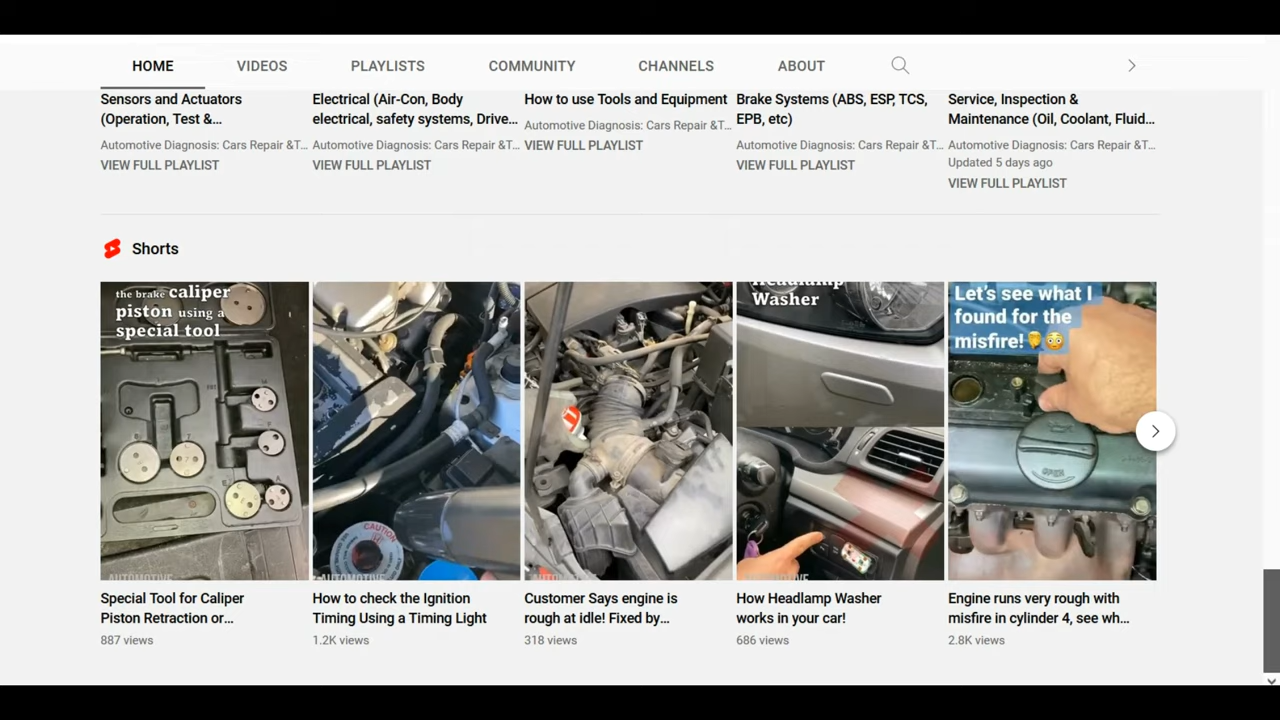 HOME VIDEOS PLAYLISTS COMMUNITY CHANNELS ABOUT
Sensors and Actuators
(Operation, Test &...
Automotive Diagnosis: Cars Repair &T...
VIEW FULL PLAYLIST
Electrical (Air-Con, Body
electrical, safety systems, Drive...
Automotive Diagnosis: Cars Repair &T...
VIEW FULL PLAYLIST
How to use Tools and Equipment
Automotive Diagnosis: Cars Repair &T...
VIEW FULL PLAYLIST
Brake Systems (ABS, ESP, TCS,
EPB, etc)
Automotive Diagnosis: Cars Repair &T...
VIEW FULL PLAYLIST
Service, Inspection &
Maintenance (Oil, Coolant, Fluid...
Automotive Diagnosis: Cars Repair &T...
Updated 5 days ago
VIEW FULL PLAYLIST
Shorts
the brake caliper
piston using a
special tool
AUTOMOTIVE
Special Tool for Caliper
Piston Retraction or...
887 views
CAUTION
AUTOMOTIVE
How to check the Ignition
Timing Using a Timing Light
1.2K views
AUTOMOTIVE
Customer Says engine is
rough at idle! Fixed by...
318 views
Headlamp
Washer
AUTOMOTIVE
How Headlamp Washer
works in your car!
686 views
Let's see what I
found for the
misfire!
Engine runs very rough with
misfire in cylinder 4, see wh...
2.8K views